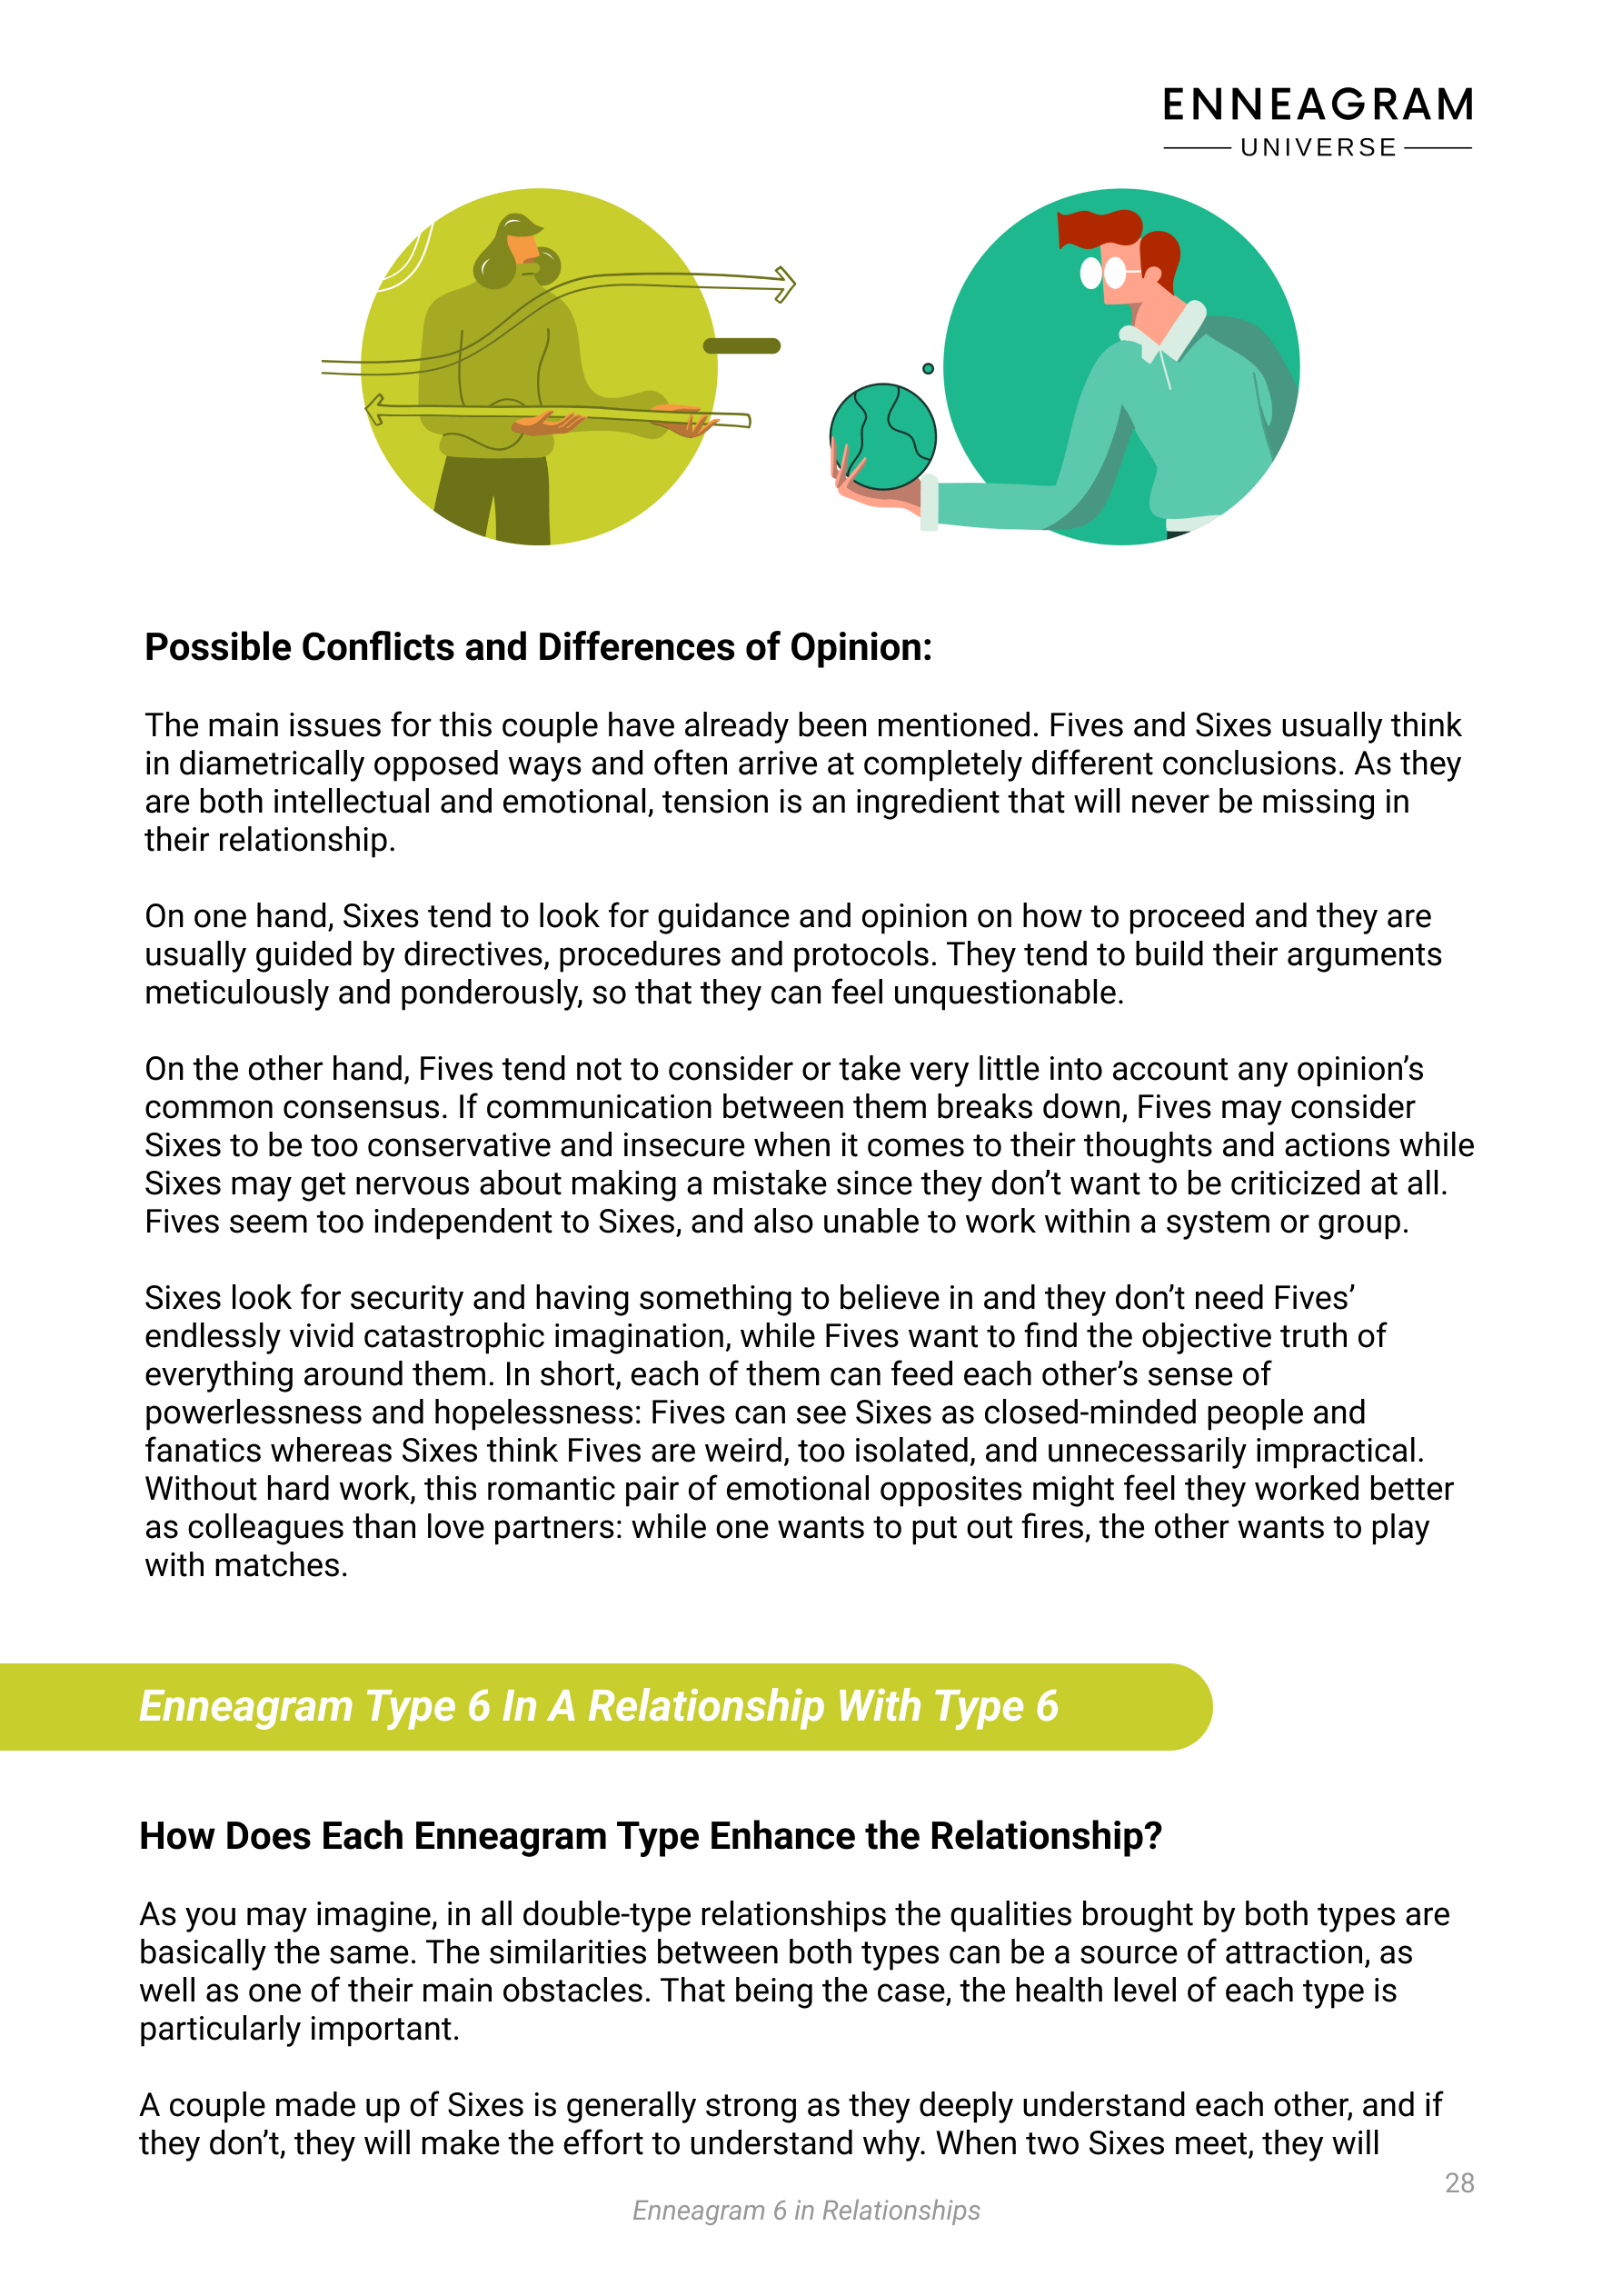 ENNEAGRAM
UNIVERSE
Possible Conflicts and Differences of Opinion:
The main issues for this couple have already been mentioned. Fives and Sixes usually think
in diametrically opposed ways and often arrive at completely different conclusions. As they
are both intellectual and emotional, tension is an ingredient that will never be missing in
their relationship.
On one hand, Sixes tend to look for guidance and opinion on how to proceed and they are
usually guided by directives, procedures and protocols. They tend to build their arguments
meticulously and ponderously, so that they can feel unquestionable.
On the other hand, Fives tend not to consider or take very little into account any opinion’s
common consensus. If communication between them breaks down, Fives may consider
Sixes to be too conservative and insecure when it comes to their thoughts and actions while
Sixes may get nervous about making a mistake since they don’t want to be criticized at all.
Fives seem too independent to Sixes, and also unable to work within a system or group.
Sixes look for security and having something to believe in and they don’t need Fives’
endlessly vivid catastrophic imagination, while Fives want to find the objective truth of
everything around them. In short, each of them can feed each other’s sense of
powerlessness and hopelessness: Fives can see Sixes as closed-minded people and
fanatics whereas Sixes think Fives are weird, too isolated, and unnecessarily impractical.
Without hard work, this romantic pair of emotional opposites might feel they worked better
as colleagues than love partners: while one wants to put out fires, the other wants to play
with matches.
Enneagram Type 6 In A Relationship With Type 6
How Does Each Enneagram Type Enhance the Relationship?
As you may imagine, in all double-type relationships the qualities brought by both types are
basically the same. The similarities between both types can be a source of attraction, as
well as one of their main obstacles. That being the case, the health level of each type is
particularly important.
A couple made up of Sixes is generally strong as they deeply understand each other, and if
they don’t, they will make the effort to understand why. When two Sixes meet, they will
28
Enneagram 6 in Relationships